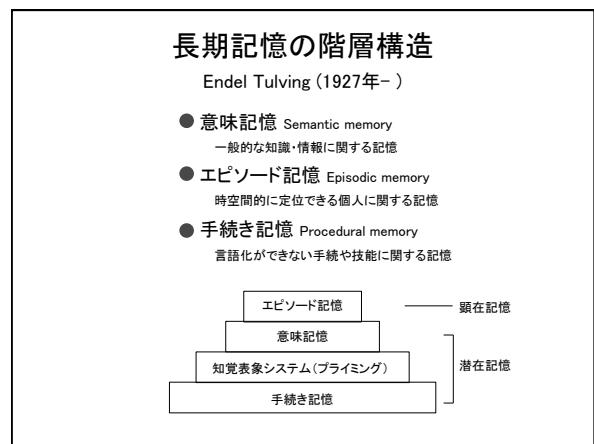 長期記憶の階層構造
Endel Tulving (1927年- )
● 意味記憶 Semantic memory
一般的な知識・情報に関する記憶
● エピソード記憶 Episodic memory
時空間的に定位できる個人に関する記憶
● 手続き記憶 Procedural memory
言語化ができない手続や技能に関する記憶
エピソード記憶 顕在記憶
意味記憶
知覚表象システム(プライミング) 潜在記憶
手続き記憶